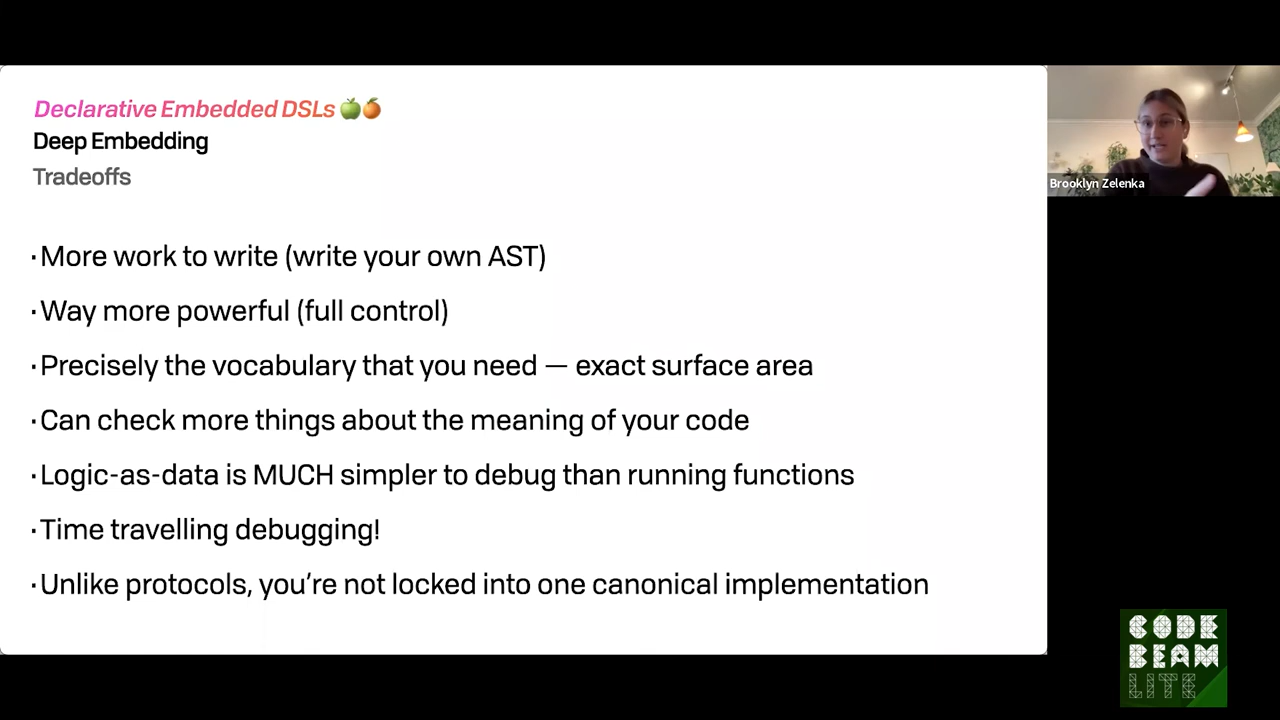 Declarative Embedded DSLs 🍏🍊
Deep Embedding
Tradeoffs
· More work to write (write your own AST)
· Way more powerful (full control)
· Precisely the vocabulary that you need — exact surface area
· Can check more things about the meaning of your code
· Logic-as-data is MUCH simpler to debug than running functions
· Time travelling debugging!
· Unlike protocols, you’re not locked into one canonical implementation
Brooklyn Zelenka
CODE
BEAM
LITE